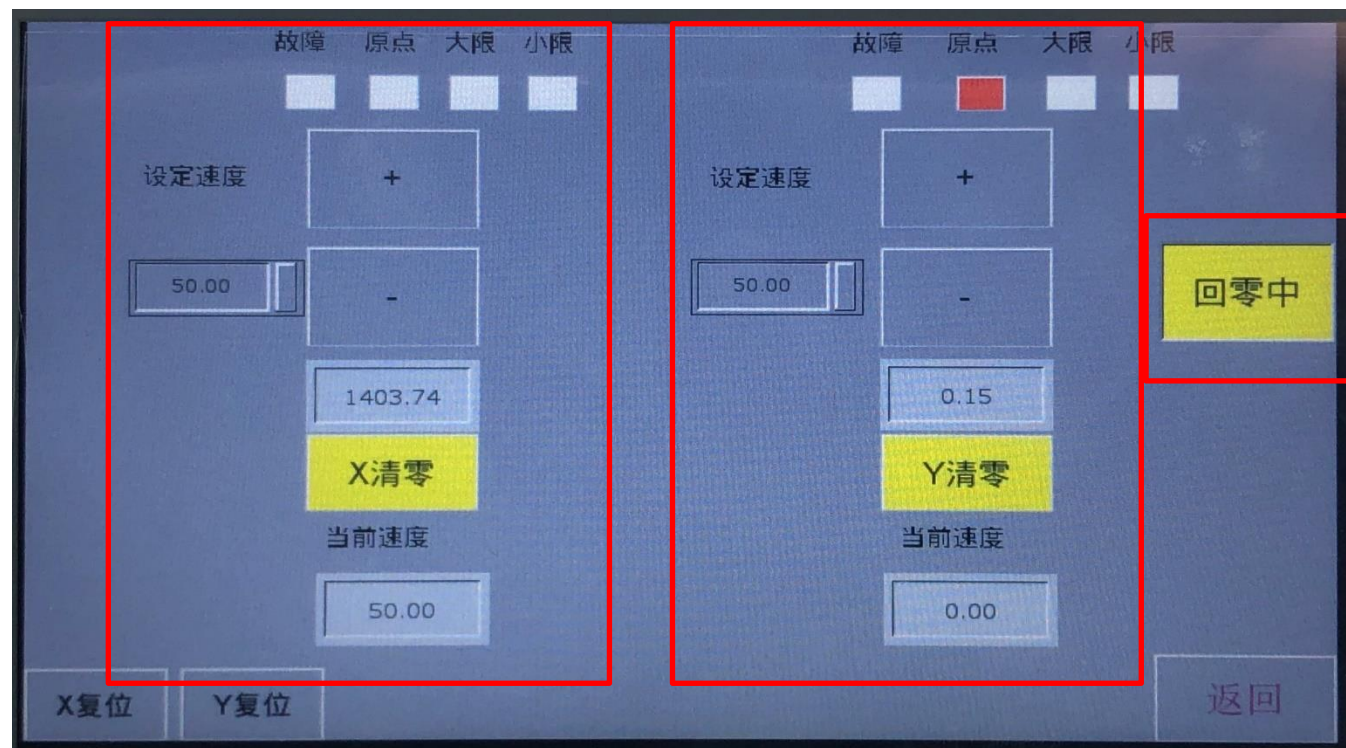 故障 原点 大限 小限
故障 原点 大限 小限
设定速度 +
设定速度 +
50.00 -
50.00 -
回零中
1403.74
0.15
X清零
Y清零
当前速度
当前速度
50.00
0.00
X复位 Y复位
返回